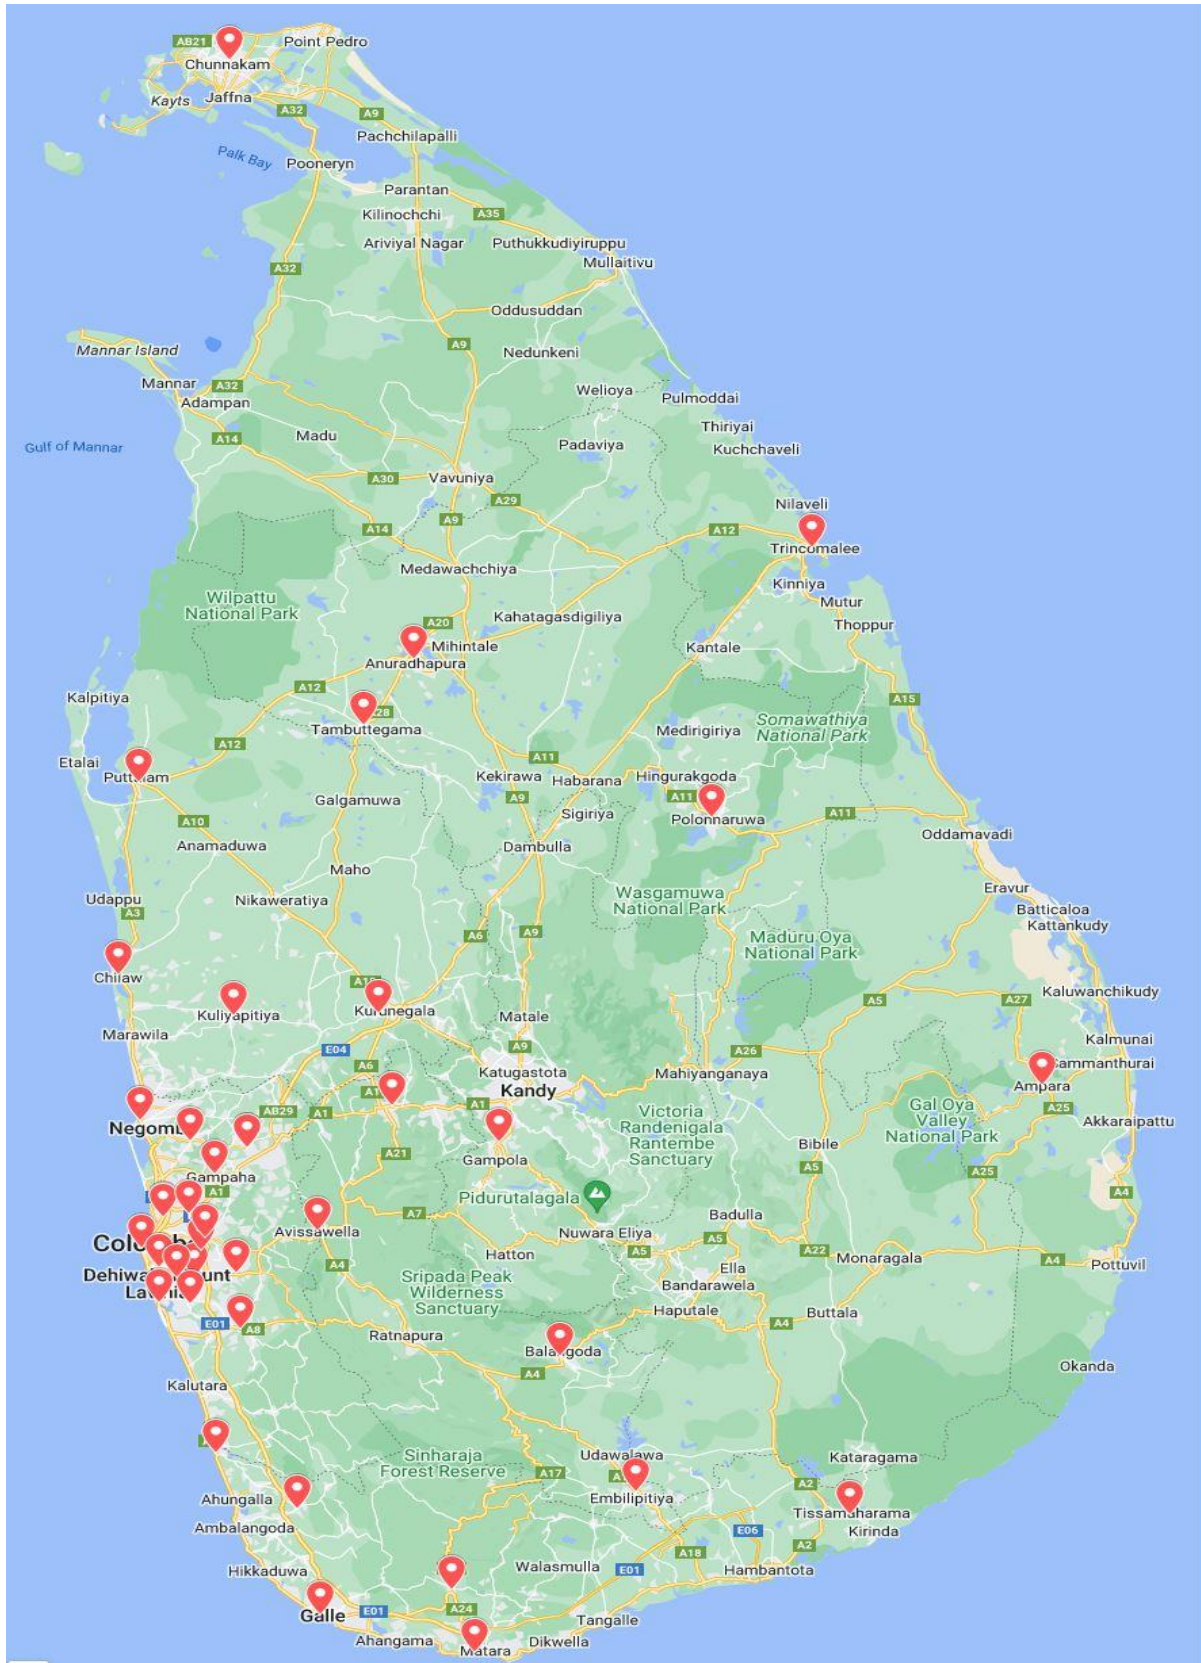 AB21
Point Pedro
Chunnakam
Kayts
Jaffna
A32
A9
Pachchilapalli
Palk Bay
Pooneryn
Parantan
Kilinochchi
A35
Ariviyal Nagar
Puthukkudiyiruppu
Mullaitivu
A32
Oddusuddan
Mannar Island
A9
Nedunkeni
Mannar
A32
Welioya
Pulmoddai
Adampan
Thiriyai
Gulf of Mannar
A14
Madu
Padaviya
Kuchchaveli
A30
Vavuniya
A29
Nilaveli
A14
A9
A12
Trincomalee
Medawachchiya
Kinniya
Wilpattu
National Park
Mutur
Kahatagasdigiliya
A20
Thoppur
Mihintale
Kantale
Anuradhapura
A12
Kalpitiya
A15
Somawathiya
National Park
Tambuttegama
Medirigiriya
A12
A11
Etalai
Kekirawa
Habarana
Hingurakgoda
A9
A11
Galgamuwa
Sigiriya
A11
A10
Polonnaruwa
Oddamavadi
Anamaduwa
Dambulla
Maho
Wasgamuwa
National Park
Eravur
Udappu
Nikaweratiya
A3
Batticaloa
Kattankudy
A6
A9
Maduru Oya
National Park
Chilaw
Kaluwanchikudy
A5
A27
Kuliyapitiya
Kurunegala
Matale
Marawila
Kalmunai
E04
A9
A26
A6
Katugastota
Mahiyanganaya
Sammanthurai
Kandy
Ampara
A1
Gal Oya
Valley
National Park
A25
AB29
A1
A1
Victoria
Randenigala
Rantembe
Sanctuary
Akkaraipattu
Bibile
A21
Gampola
A5
A25
Gampaha
A1
Pidurutalagala
A4
A7
Badulla
Avissawella
Nuwara Eliya
A5
A5
A22
Monaragala
A4
Hatton
Pottuvil
A4
Ella
Bandarawela
Sripada Peak
Wilderness
Sanctuary
Haputale
Buttala
E01
A8
Ratnapura
A4
Balangoda
A4
Okanda
Kalutara
Sinharaja
Forest Reserve
Udawalawa
Kataragama
A17
A2
Embilipitiya
Ahungalla
Tissamaharama
Ambalangoda
Kirinda
E06
A2
A18
Walasmulla
E01
Hambantota
Hikkaduwa
Galle
E01
A24
Tangalle
Ahangama
Dikwella
Matara